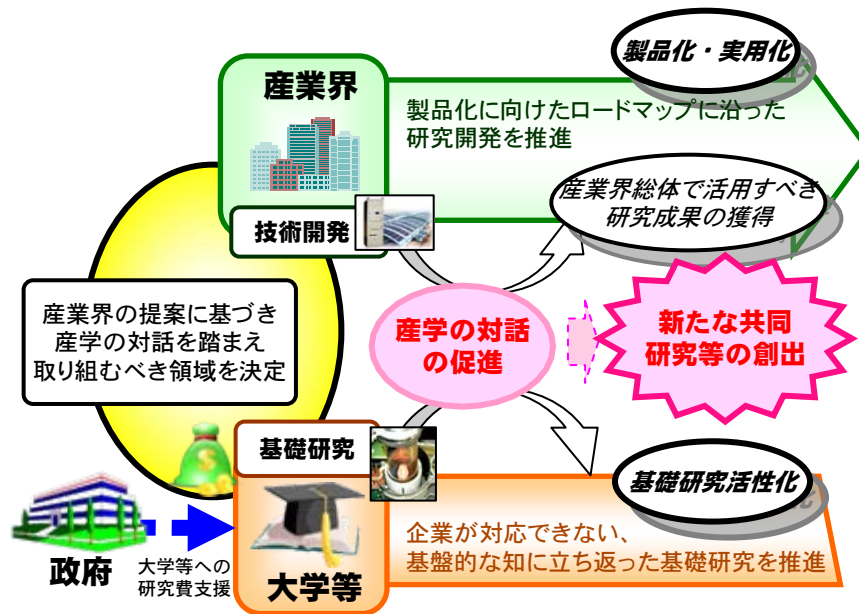 製品化・実用化
産業界
製品化に向けたロードマップに沿った
研究開発を推進
産業界総体で活用すべき
研究成果の獲得
技術開発
産業界の提案に基づき
産学の対話を踏まえ
取り組むべき領域を決定
産学の対話
の促進
新たな共同
研究等の創出
基礎研究
基礎研究活性化
企業が対応できない、
基盤的な知に立ち返った基礎研究を推進
政府
大学等への
研究費支援
大学等